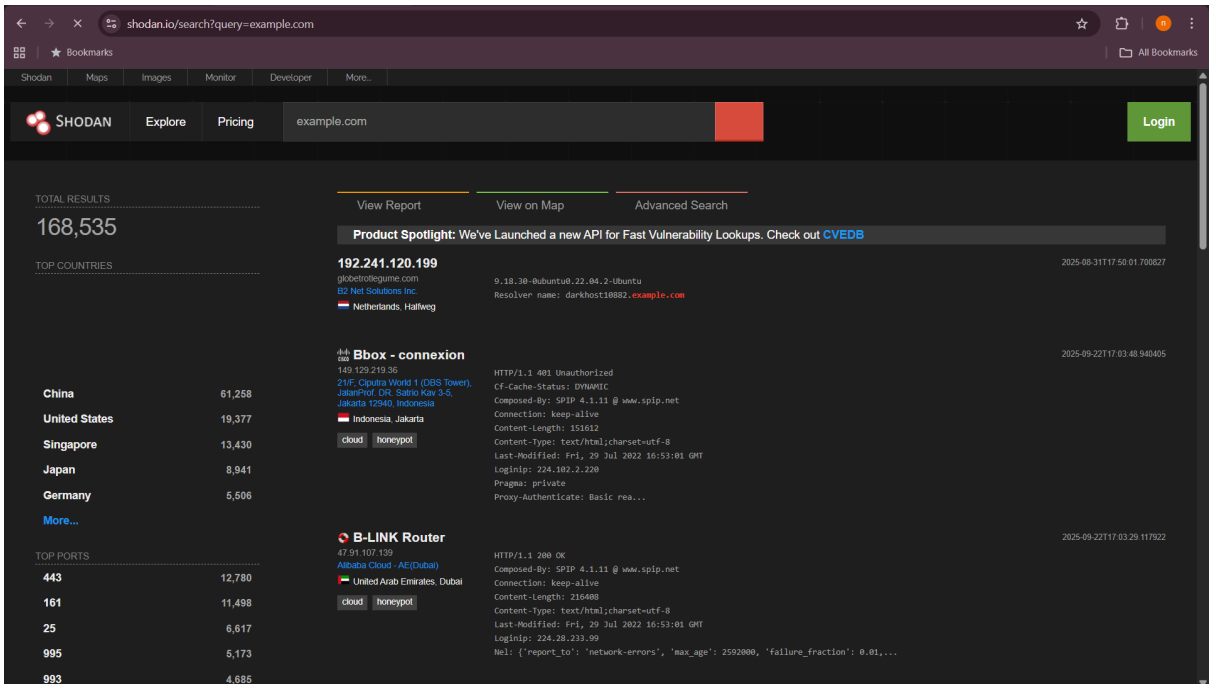 shodan.io/search?query=example.com
n
Bookmarks
All Bookmarks
Shodan Maps Images Monitor Developer More...
SHODAN Explore Pricing example.com Login
TOTAL RESULTS
168,535
TOP COUNTRIES
China 61,258
United States 19,377
Singapore 13,430
Japan 8,941
Germany 5,506
More...
TOP PORTS
443 12,780
161 11,498
25 6,617
995 5,173
993 4,685
View Report View on Map Advanced Search
Product Spotlight: We've Launched a new API for Fast Vulnerability Lookups. Check out CVEDB
192.241.120.199
globetrotlegume.com
B2 Net Solutions Inc.
Netherlands, Halfweg
2025-08-31T17:50:01.700827
9.18.30-0ubuntu0.22.04.2-Ubuntu
Resolver name: darkhost10882.example.com
cisco Bbox - connexion
149.129.219.36
21/F, Ciputra World 1 (DBS Tower),
JalanProf. DR. Satrio Kav 3-5,
Jakarta 12940, Indonesia
Indonesia, Jakarta
cloud honeypot
2025-09-22T17:03:48.940405
HTTP/1.1 401 Unauthorized
Cf-Cache-Status: DYNAMIC
Composed-By: SPIP 4.1.11 @ www.spip.net
Connection: keep-alive
Content-Length: 151612
Content-Type: text/html;charset=utf-8
Last-Modified: Fri, 29 Jul 2022 16:53:01 GMT
Loginip: 224.102.2.220
Pragma: private
Proxy-Authenticate: Basic rea...
B-LINK Router
47.91.107.139
Alibaba Cloud - AE(Dubai)
United Arab Emirates, Dubai
cloud honeypot
2025-09-22T17:03:29.117922
HTTP/1.1 200 OK
Composed-By: SPIP 4.1.11 @ www.spip.net
Connection: keep-alive
Content-Length: 216408
Content-Type: text/html;charset=utf-8
Last-Modified: Fri, 29 Jul 2022 16:53:01 GMT
Loginip: 224.28.233.99
Nel: {'report_to': 'network-errors', 'max_age': 2592000, 'failure_fraction': 0.01,...